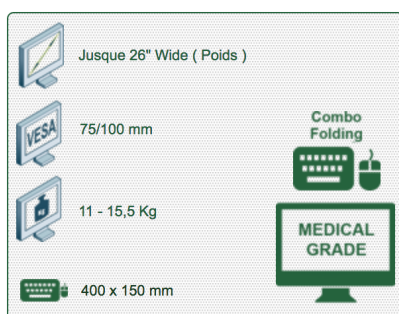 Jusque 26" Wide ( Poids )
VESA
75/100 mm
Combo
Folding
KG
11 - 15,5 Kg
MEDICAL
GRADE
400 x 150 mm